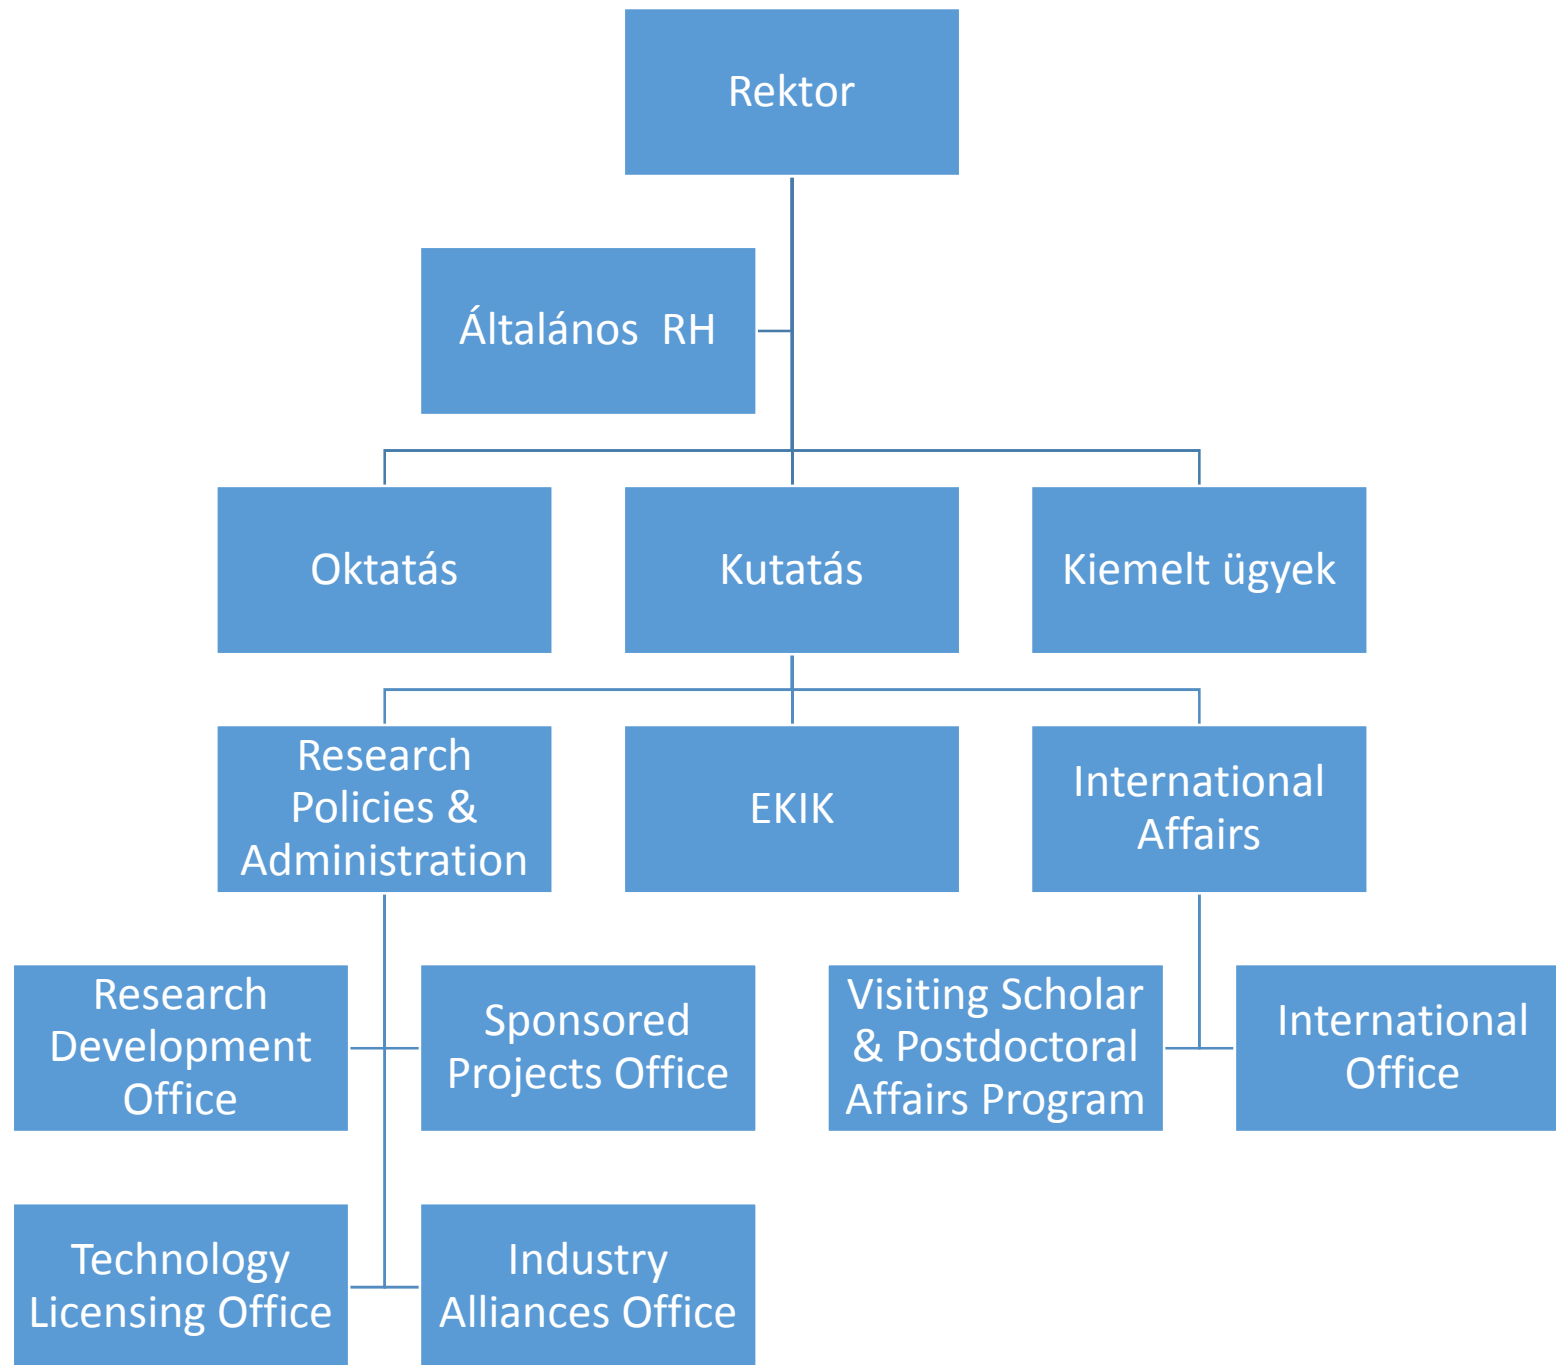 Rektor
Általános  RH
Oktatás
Kutatás
Kiemelt ügyek
Research
Policies &
Administration
EKIK
International
Affairs
Research
Development
Office
Sponsored
Projects Office
Visiting Scholar
& Postdoctoral
Affairs Program
International
Office
Technology
Licensing Office
Industry
Alliances Office